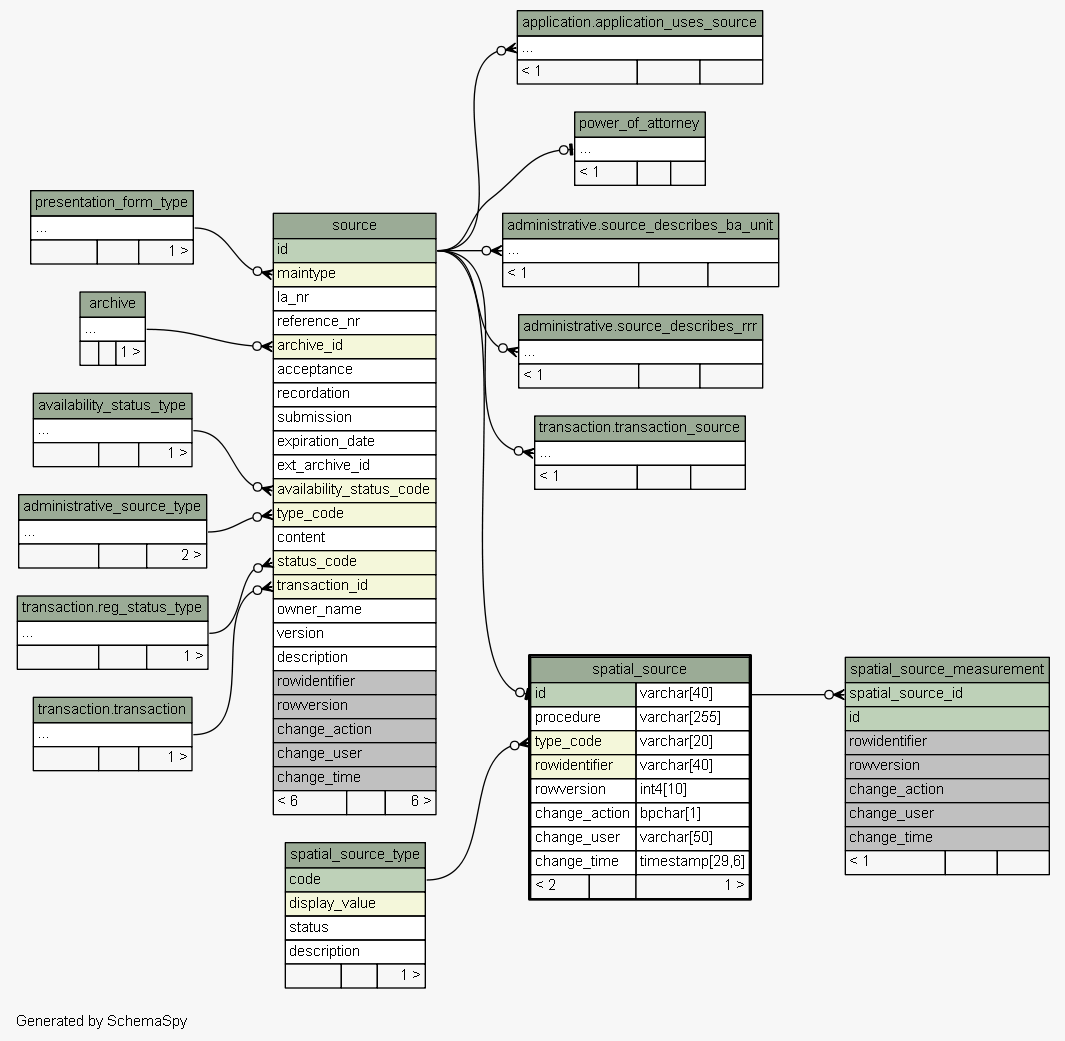 application.application_uses_source
...
< 1
power_of_attorney
...
< 1
presentation_form_type
...
1 >
archive
...
1 >
availability_status_type
...
1 >
administrative_source_type
...
2 >
transaction.reg_status_type
...
1 >
transaction.transaction
...
1 >
source
id
maintype
la_nr
reference_nr
archive_id
acceptance
recordation
submission
expiration_date
ext_archive_id
availability_status_code
type_code
content
status_code
transaction_id
owner_name
version
description
rowidentifier
rowversion
change_action
change_user
change_time
< 6 6 >
administrative.source_describes_ba_unit
...
< 1
administrative.source_describes_rrr
...
< 1
transaction.transaction_source
...
< 1
spatial_source
id varchar[40]
procedure varchar[255]
type_code varchar[20]
rowidentifier varchar[40]
rowversion int4[10]
change_action bpchar[1]
change_user varchar[50]
change_time timestamp[29,6]
< 2 1 >
spatial_source_measurement
spatial_source_id
id
rowidentifier
rowversion
change_action
change_user
change_time
< 1
spatial_source_type
code
display_value
status
description
1 >
Generated by SchemaSpy